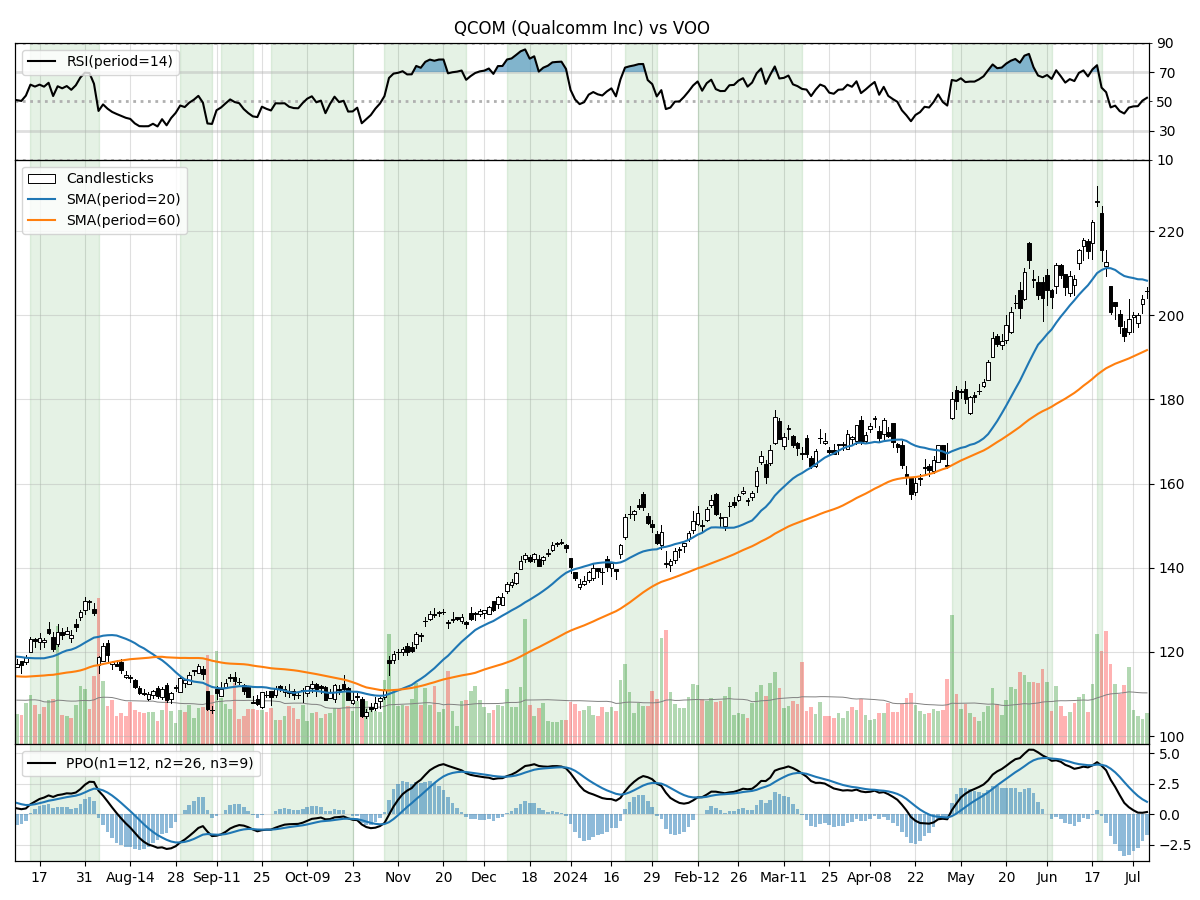 QCOM (Qualcomm Inc) vs VOO
RSI(period=14)
90
70
50
30
10
Candlesticks
SMA(period=20)
SMA(period=60)
220
200
180
160
140
120
100
PPO(n1=12, n2=26, n3=9)
5.0
2.5
0.0
−2.5
17 31 Aug-14 28 Sep-11 25 Oct-09 23 Nov 20 Dec 18 2024 16 29 Feb-12 26 Mar-11 25 Apr-08 22 May 20 Jun 17 Jul